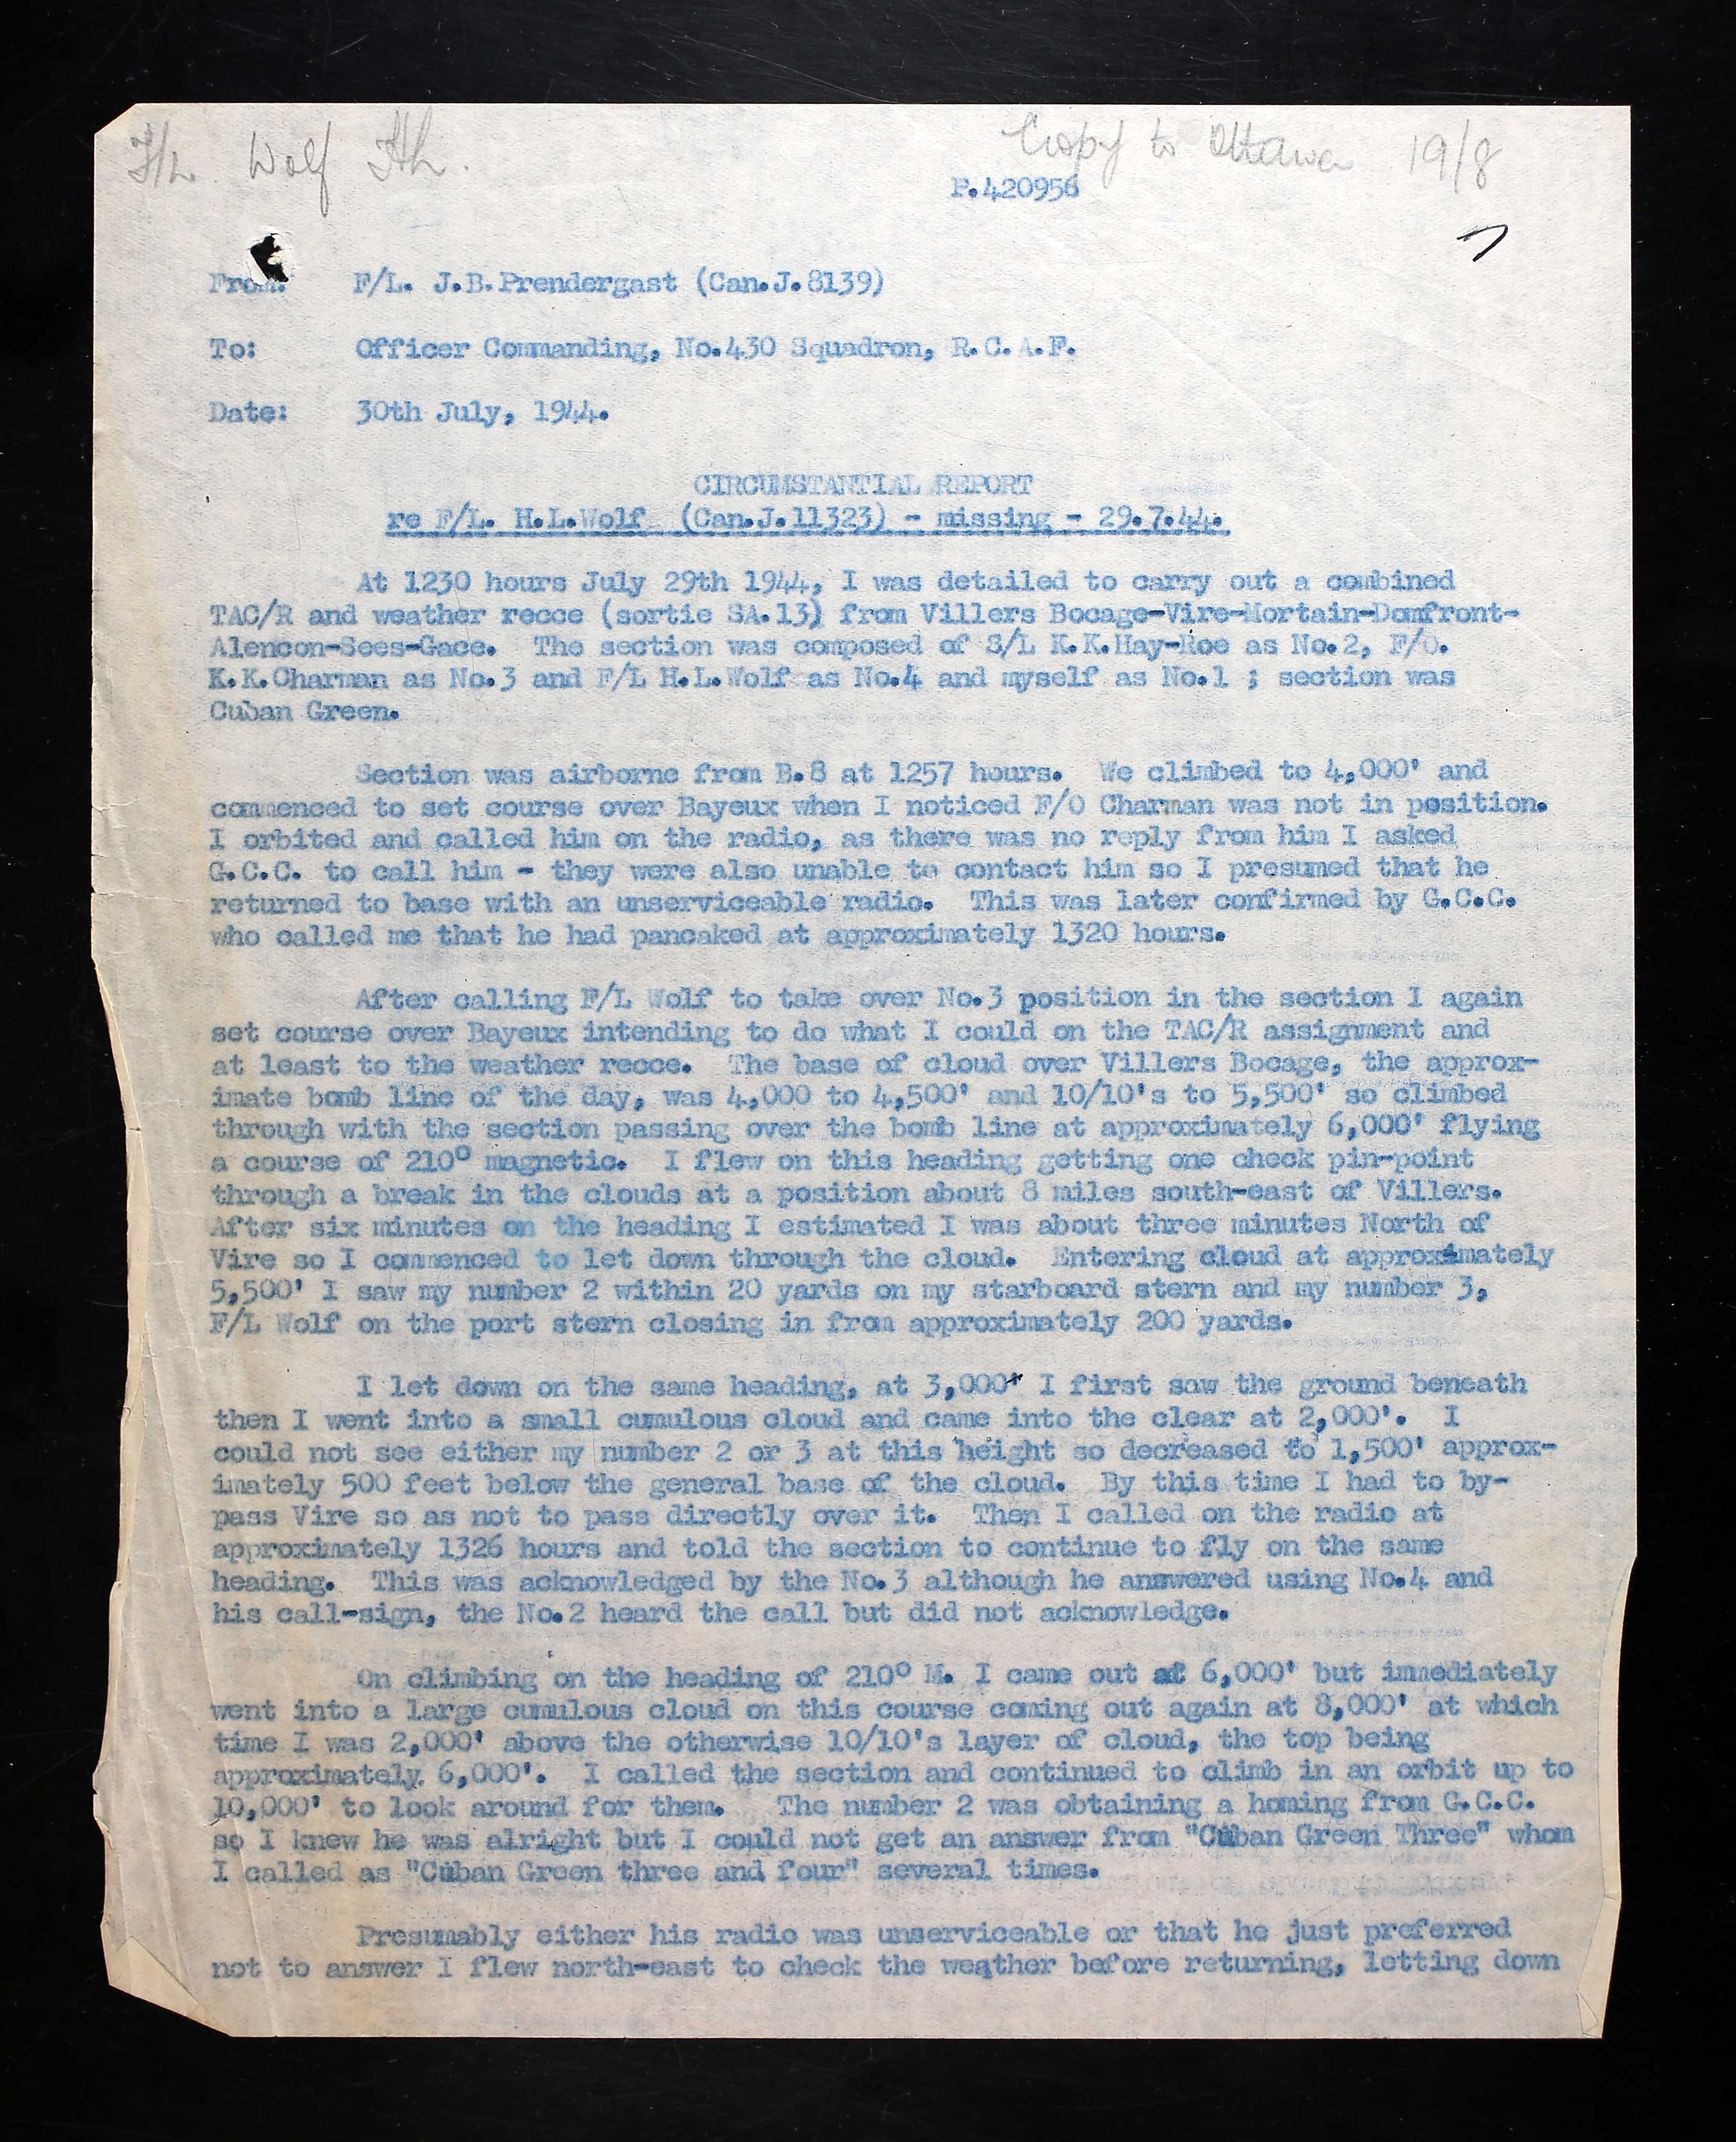 Wolf
Copy to Ottawa 19/8
P.420956
7
From: F/L. J.B.Prendergast (Can.J.8139)
To: Officer Commanding, No.430 Squadron, R.C.A.F.
Date: 30th July, 1944.
CIRCUMSTANTIAL REPORT
re F/L. H.L.Wolf (Can.J.11323) - missing - 29.7.44.
At 1230 hours July 29th 1944, I was detailed to carry out a combined
TAC/R and weather recce (sortie SA.13) from Villers Bocage-Vire-Mortain-Domfront-
Alencon-Sees-Gace. The section was composed of S/L K.K.Hay-Roe as No.2, F/O.
K.K.Charman as No.3 and F/L H.L.Wolf as No.4 and myself as No.1 ; section was
Cuban Green.
Section was airborne from B.8 at 1257 hours. We climbed to 4,000' and
commenced to set course over Bayeux when I noticed F/O Charman was not in position.
I orbited and called him on the radio, as there was no reply from him I asked
G.C.C. to call him - they were also unable to contact him so I presumed that he
returned to base with an unserviceable radio. This was later confirmed by G.C.C.
who called me that he had pancaked at approximately 1320 hours.
After calling F/L Wolf to take over No.3 position in the section I again
set course over Bayeux intending to do what I could on the TAC/R assignment and
at least to the weather recce. The base of cloud over Villers Bocage, the approx-
imate bomb line of the day, was 4,000 to 4,500' and 10/10's to 5,500' so climbed
through with the section passing over the bomb line at approximately 6,000' flying
a course of 210° magnetic. I flew on this heading getting one check pin-point
through a break in the clouds at a position about 8 miles south-east of Villers.
After six minutes on the heading I estimated I was about three minutes North of
Vire so I commenced to let down through the cloud. Entering cloud at approximately
5,500' I saw my number 2 within 20 yards on my starboard stern and my number 3,
F/L Wolf on the port stern closing in from approximately 200 yards.
I let down on the same heading, at 3,000' I first saw the ground beneath
then I went into a small cumulous cloud and came into the clear at 2,000'. I
could not see either my number 2 or 3 at this height so decreased to 1,500' approx-
imately 500 feet below the general base of the cloud. By this time I had to by-
pass Vire so as not to pass directly over it. Then I called on the radio at
approximately 1326 hours and told the section to continue to fly on the same
heading. This was acknowledged by the No.3 although he answered using No.4 and
his call-sign, the No.2 heard the call but did not acknowledge.
On climbing on the heading of 210° M. I came out at 6,000' but immediately
went into a large cumulous cloud on this course coming out again at 8,000' at which
time I was 2,000' above the otherwise 10/10's layer of cloud, the top being
approximately 6,000'. I called the section and continued to climb in an orbit up to
10,000' to look around for them. The number 2 was obtaining a homing from G.C.C.
so I knew he was alright but I could not get an answer from "Cuban Green Three" whom
I called as "Cuban Green three and four" several times.
Presumably either his radio was unserviceable or that he just preferred
not to answer I flew north-east to check the weather before returning, letting down